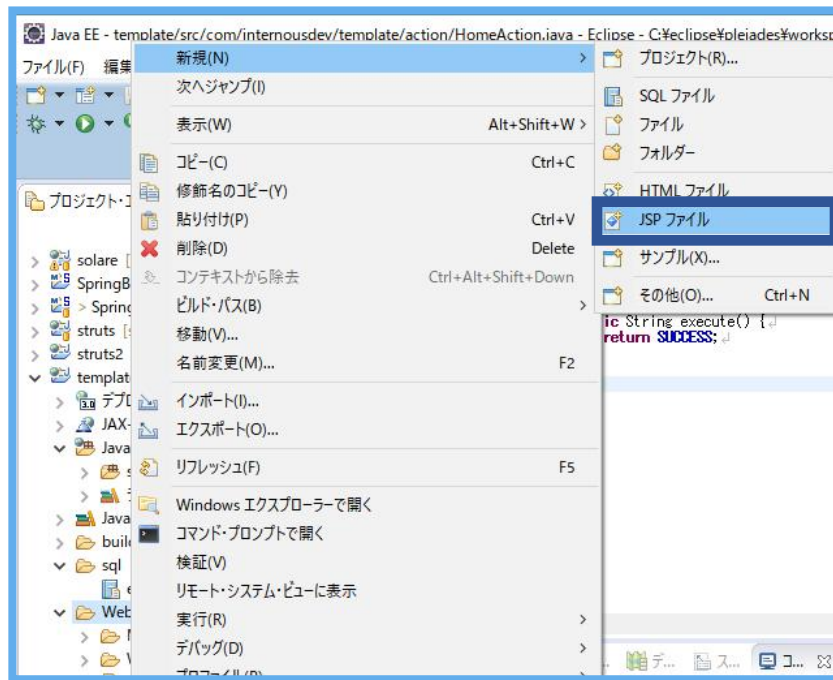 Java EE - template/src/com/internousdev/template/action/HomeAction.java - Eclipse - C:¥eclipse¥pleiades¥worksp
ファイル(F) 編集
新規(N) >
次へジャンプ(I)
表示(W) Alt+Shift+W >
コピー(C) Ctrl+C
修飾名のコピー(Y)
貼り付け(P) Ctrl+V
削除(D) Delete
コンテキストから除去 Ctrl+Alt+Shift+Down
ビルド・パス(B) >
移動(V)...
名前変更(M)... F2
インポート(I)...
エクスポート(O)...
リフレッシュ(F) F5
Windows エクスプローラーで開く
コマンド・プロンプトで開く
検証(V)
リモート・システム・ビューに表示
実行(R) >
デバッグ(D) >
プロファイル(P) >
プロジェクト(R)...
SQL ファイル
ファイル
フォルダー
HTML ファイル
JSP ファイル
サンプル(X)...
その他(O)... Ctrl+N
プロジェクト・エ
solare [
SpringB
> Spring
struts [s
struts2
templat
デプロ
JAX-
Java
s
Java
build
sql
e
Web
ic String execute() {
return SUCCESS;
デ... ス... コ...